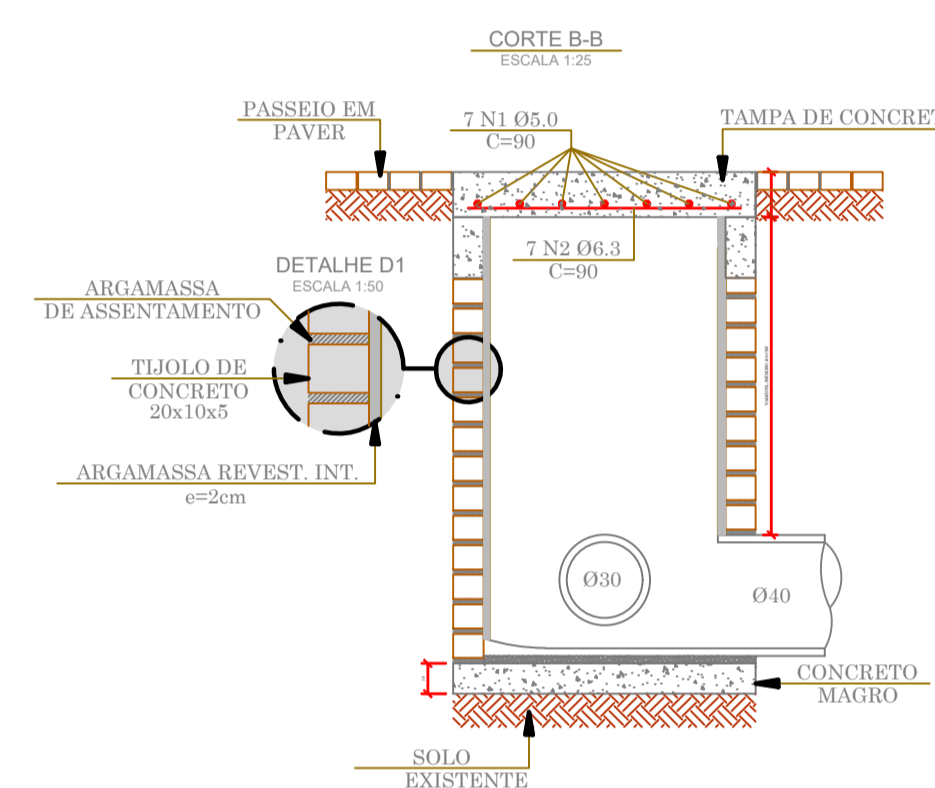 CORTE B-B
ESCALA 1:25
PASSEIO EM
PAVER
7 N1 Ø5.0
C=90
TAMPA DE CONCRET
7 N2 Ø6.3
C=90
DETALHE D1
ESCALA 1:50
ARGAMASSA
DE ASSENTAMENTO
TIJOLO DE
CONCRETO
20x10x5
ARGAMASSA REVEST. INT.
e=2cm
Ø30
Ø40
CONCRETO
MAGRO
SOLO
EXISTENTE